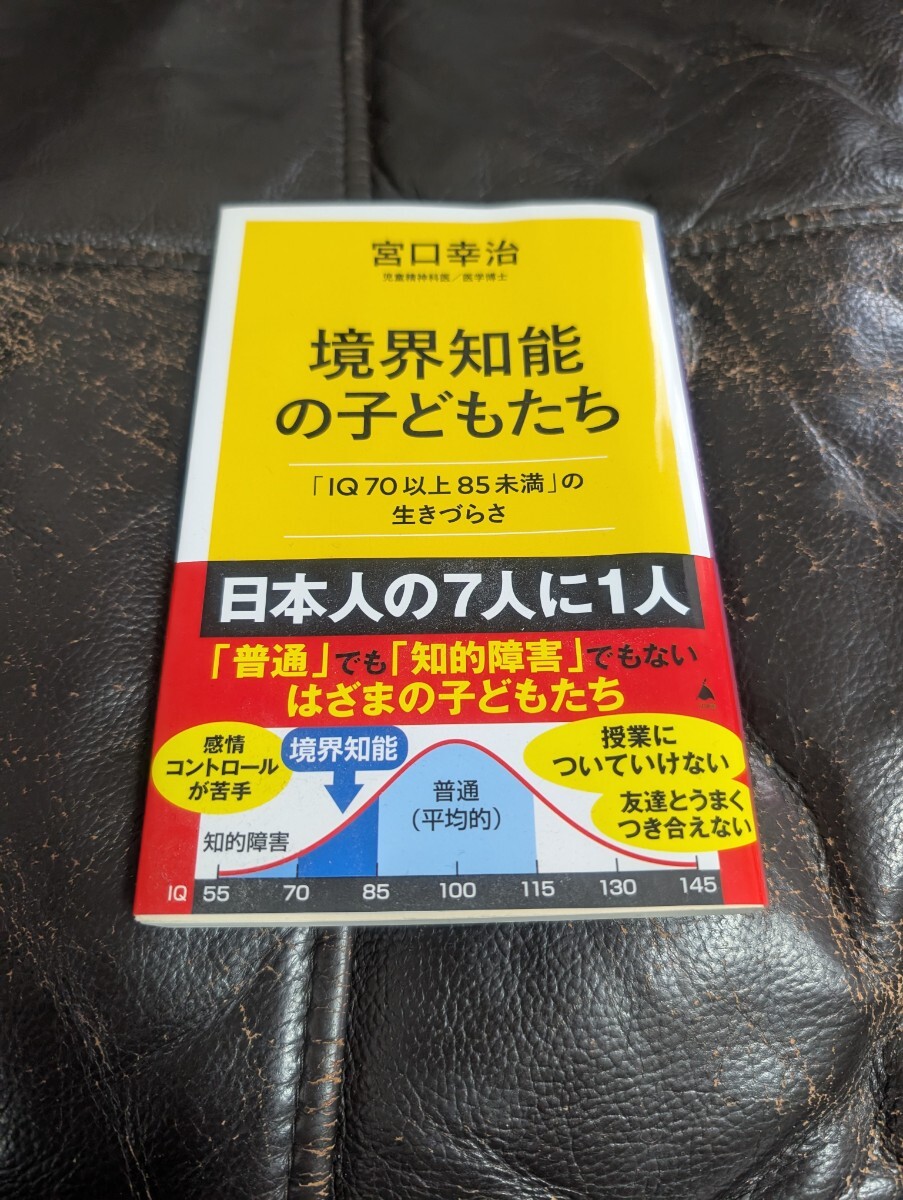 宮口幸治
児童精神科医/医学博士
境界知能
の子どもたち
「IQ70以上85未満」の
生きづらさ
日本人の7人に1人
「普通」でも「知的障害」でもない
はざまの子どもたち
感情
コントロール
が苦手
境界知能
授業に
ついていけない
友達とうまく
つき合えない
普通
(平均的)
知的障害
IQ 55 70 85 100 115 130 145